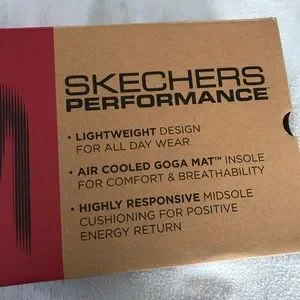 SKECHERS
PERFORMANCE
• LIGHTWEIGHT DESIGN
FOR ALL DAY WEAR
• AIR COOLED GOGA MAT™ INSOLE
FOR COMFORT & BREATHABILITY
• HIGHLY RESPONSIVE MIDSOLE
CUSHIONING FOR POSITIVE
ENERGY RETURN